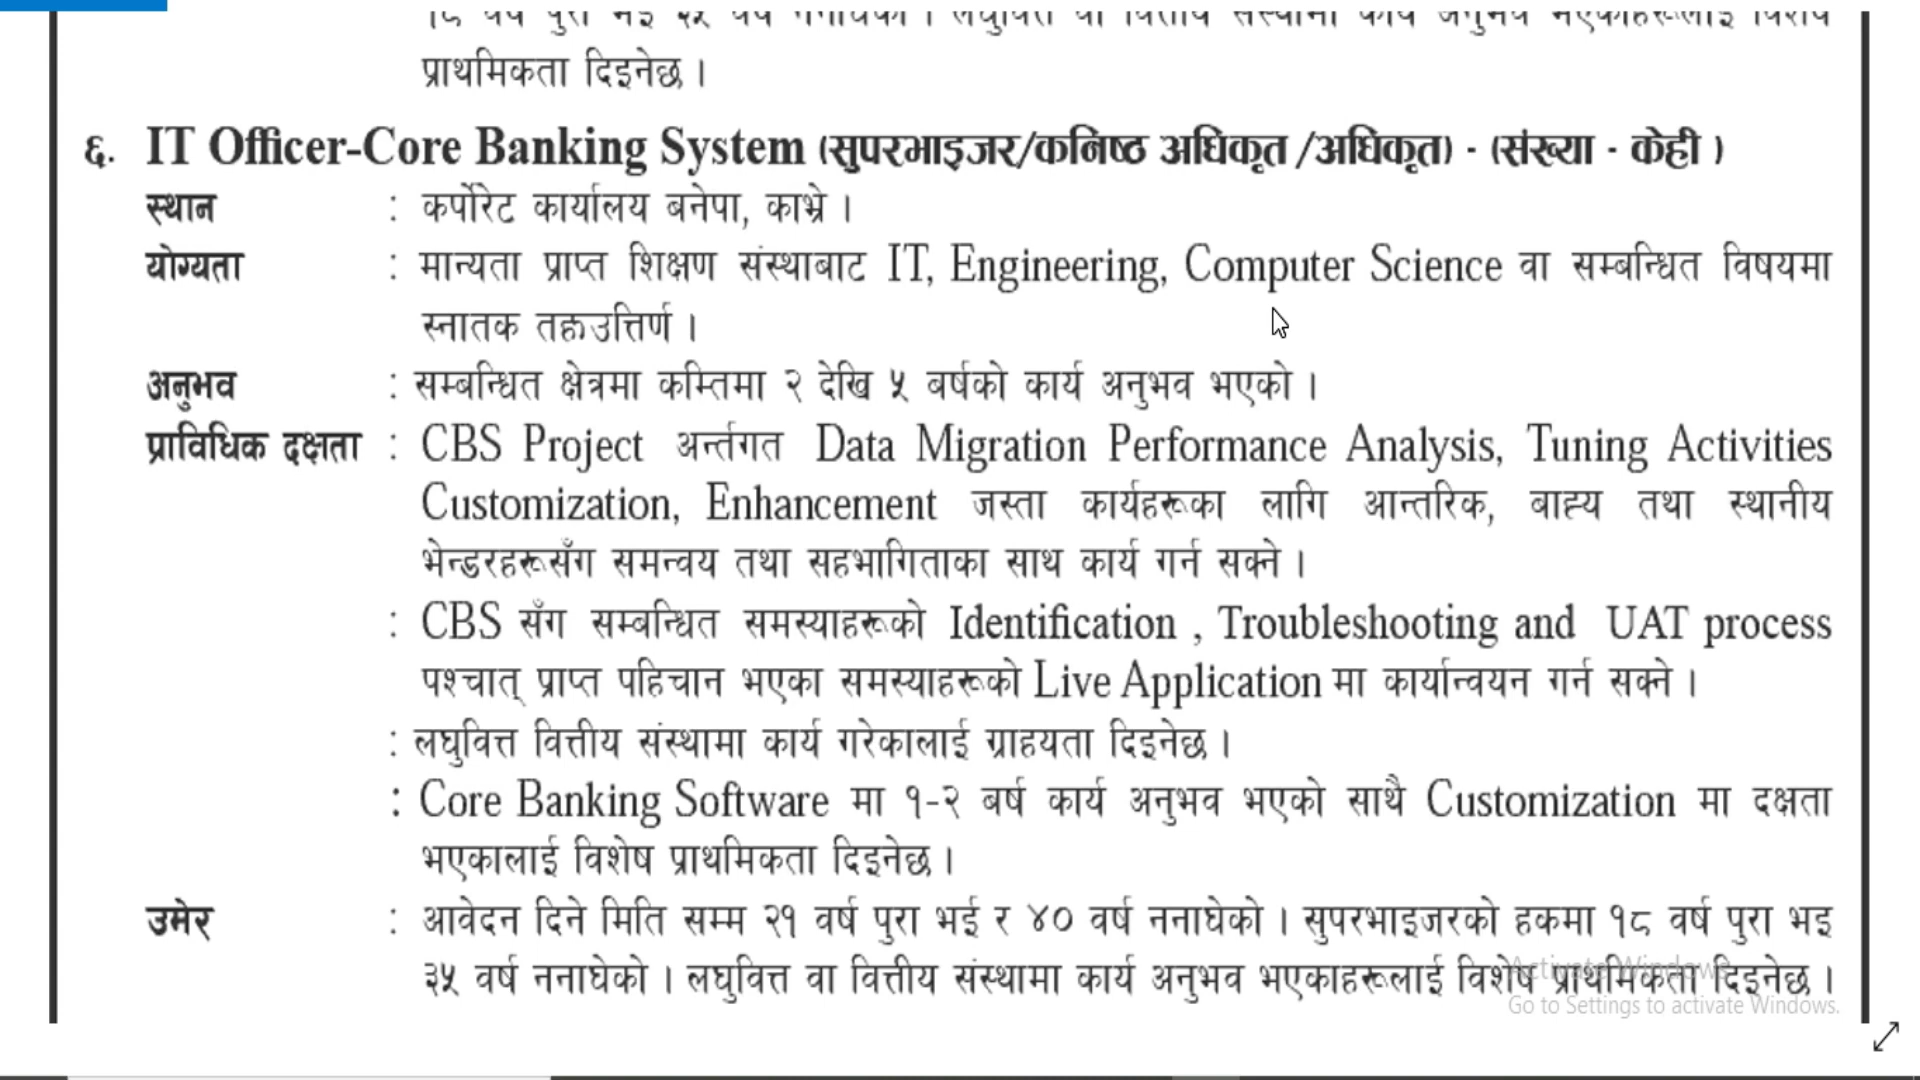 प्राथमिकता दिइनेछ ।
६. IT Officer-Core Banking System (सुपरभाइजर/कनिष्ठ अधिकृत /अधिकृत) - (संख्या - केही )
स्थान : कर्पोरेट कार्यालय बनेपा, काभ्रे ।
योग्यता : मान्यता प्राप्त शिक्षण संस्थाबाट IT, Engineering, Computer Science वा सम्बन्धित विषयमा
स्नातक तहउत्तिर्ण ।
अनुभव : सम्बन्धित क्षेत्रमा कम्तिमा २ देखि ५ बर्षको कार्य अनुभव भएको ।
प्राविधिक दक्षता : CBS Project अर्न्तगत Data Migration Performance Analysis, Tuning Activities
Customization, Enhancement जस्ता कार्यहरूका लागि आन्तरिक, बाह्य तथा स्थानीय
भेन्डरहरूसँग समन्वय तथा सहभागिताका साथ कार्य गर्न सक्ने ।
: CBS सँग सम्बन्धित समस्याहरूको Identification , Troubleshooting and UAT process
पश्चात् प्राप्त पहिचान भएका समस्याहरूको Live Application मा कार्यान्वयन गर्न सक्ने ।
: लघुवित्त वित्तीय संस्थामा कार्य गरेकालाई ग्राहयता दिइनेछ ।
: Core Banking Software मा १-२ बर्ष कार्य अनुभव भएको साथै Customization मा दक्षता
भएकालाई विशेष प्राथमिकता दिइनेछ ।
उमेर : आवेदन दिने मिति सम्म २१ वर्ष पुरा भई र ४० वर्ष ननाघेको । सुपरभाइजरको हकमा १८ वर्ष पुरा भइ
३५ वर्ष ननाघेको । लघुवित्त वा वित्तीय संस्थामा कार्य अनुभव भएकाहरूलाई विशेष प्राथमिकता दिइनेछ ।
Activate Windows
Go to Settings to activate Windows.